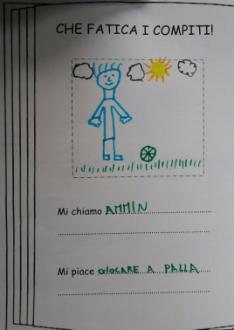 CHE FATICA I COMPITI!
Mi chiamo AMMIN
Mi piace GIOCARE A PALLA